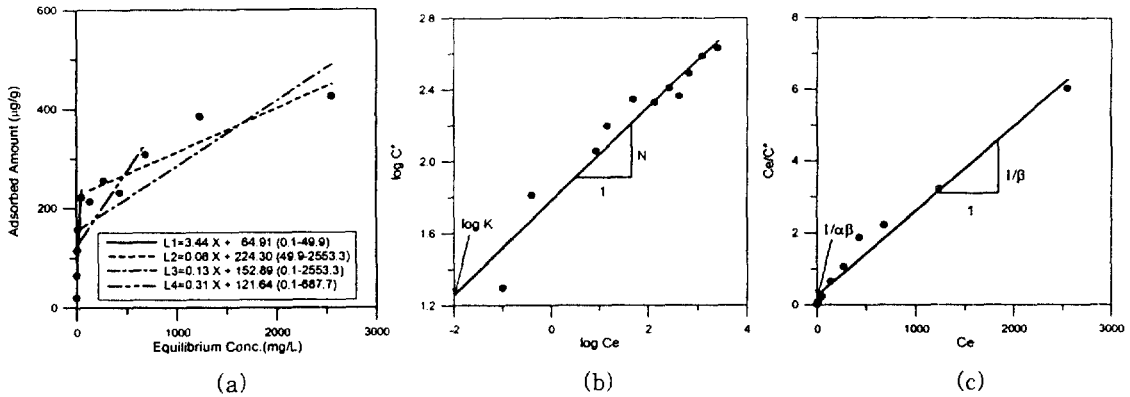 600
400
200
0
Adsorbed Amount (μg/g)
L1=3.44 X + 64.91 (0.1-49.9)
L2=0.08 X + 224.30 (49.9-2553.3)
L3=0.13 X + 152.89 (0.1-2553.3)
L4=0.31 X + 121.64 (0.1-687.7)
0 1000 2000 3000
Equilibrium Conc.(mg/L)
(a)
2.8
2.4
2.0
1.6
1.2
log C°
log K
N
1
-2 0 2 4
log Ce
(b)
8
6
4
2
0
Ce/C°
1/αβ
1/β
1
0 1000 2000 3000
Ce
(c)